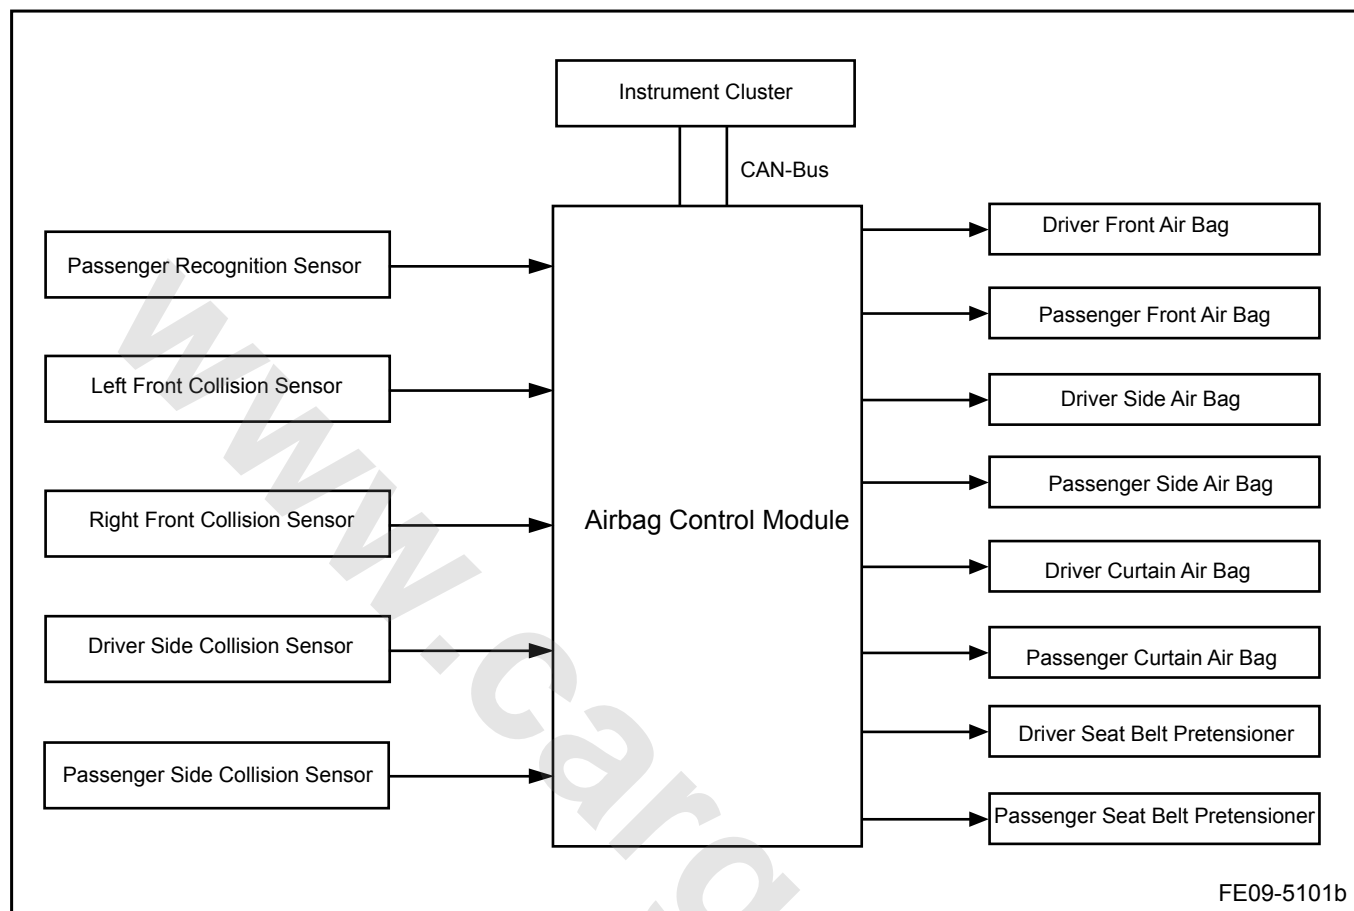 Instrument Cluster
CAN-Bus
Passenger Recognition Sensor
Left Front Collision Sensor
Right Front Collision Sensor
Driver Side Collision Sensor
Passenger Side Collision Sensor
Airbag Control Module
Driver Front Air Bag
Passenger Front Air Bag
Driver Side Air Bag
Passenger Side Air Bag
Driver Curtain Air Bag
Passenger Curtain Air Bag
Driver Seat Belt Pretensioner
Passenger Seat Belt Pretensioner
FE09-5101b
www.carg